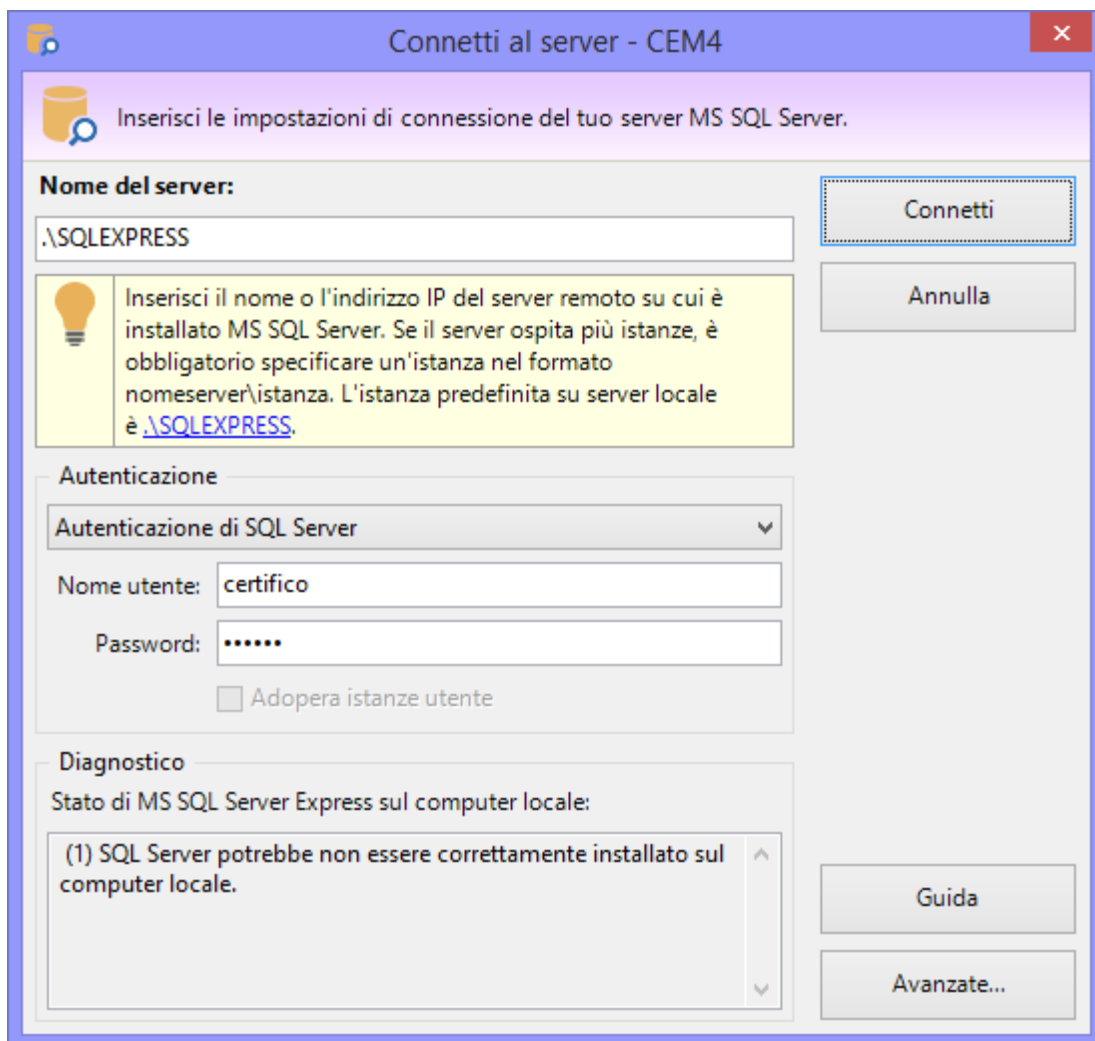 Connetti al server - CEM4
Inserisci le impostazioni di connessione del tuo server MS SQL Server.
Nome del server:
.\SQLEXPRESS
Connetti
Annulla
Inserisci il nome o l'indirizzo IP del server remoto su cui è
installato MS SQL Server. Se il server ospita più istanze, è
obbligatorio specificare un'istanza nel formato
nomeserver\istanza. L'istanza predefinita su server locale
è .\SQLEXPRESS.
Autenticazione
Autenticazione di SQL Server
Nome utente: certifico
Password: ••••••
Adopera istanze utente
Diagnostico
Stato di MS SQL Server Express sul computer locale:
(1) SQL Server potrebbe non essere correttamente installato sul
computer locale.
Guida
Avanzate...